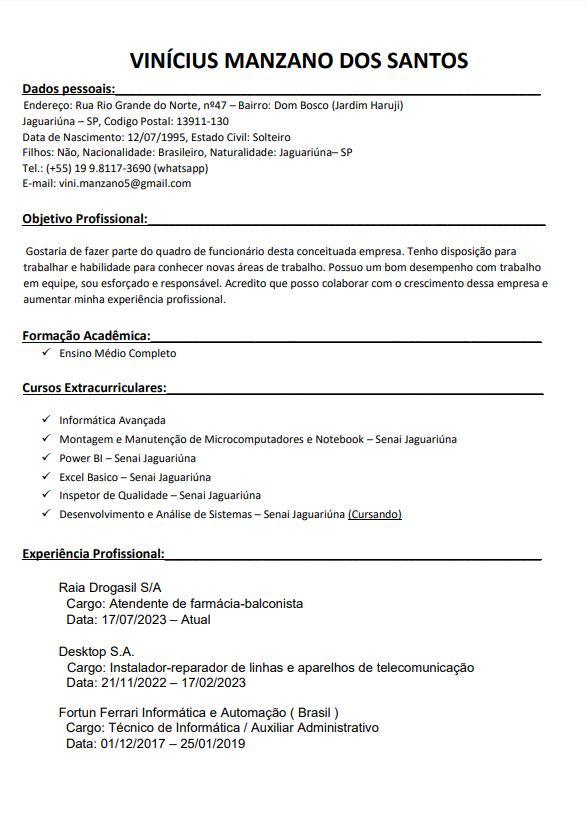 VINÍCIUS MANZANO DOS SANTOS
Dados pessoais:
Endereço: Rua Rio Grande do Norte, nº47 – Bairro: Dom Bosco (Jardim Haruji)
Jaguariúna – SP, Codigo Postal: 13911-130
Data de Nascimento: 12/07/1995, Estado Civil: Solteiro
Filhos: Não, Nacionalidade: Brasileiro, Naturalidade: Jaguariúna– SP
Tel.: (+55) 19 9.8117-3690 (whatsapp)
E-mail: vini.manzano5@gmail.com
Objetivo Profissional:
Gostaria de fazer parte do quadro de funcionário desta conceituada empresa. Tenho disposição para
trabalhar e habilidade para conhecer novas áreas de trabalho. Possuo um bom desempenho com trabalho
em equipe, sou esforçado e responsável. Acredito que posso colaborar com o crescimento dessa empresa e
aumentar minha experiência profissional.
Formação Acadêmica:
✓ Ensino Médio Completo
Cursos Extracurriculares:
✓ Informática Avançada
✓ Montagem e Manutenção de Microcomputadores e Notebook – Senai Jaguariúna
✓ Power BI – Senai Jaguariúna
✓ Excel Basico – Senai Jaguariúna
✓ Inspetor de Qualidade – Senai Jaguariúna
✓ Desenvolvimento e Análise de Sistemas – Senai Jaguariúna (Cursando)
Experiência Profissional:
Raia Drogasil S/A
Cargo: Atendente de farmácia-balconista
Data: 17/07/2023 – Atual
Desktop S.A.
Cargo: Instalador-reparador de linhas e aparelhos de telecomunicação
Data: 21/11/2022 – 17/02/2023
Fortun Ferrari Informática e Automação ( Brasil )
Cargo: Técnico de Informática / Auxiliar Administrativo
Data: 01/12/2017 – 25/01/2019